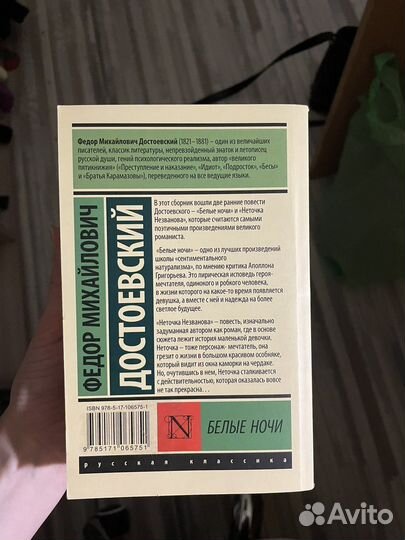 Федор Михайлович Достоевский (1821–1881) – один из величайших
писателей, классик литературы, непревзойденный знаток и летописец
русской души, гений психологического реализма, автор «великого
пятикнижия» («Преступление и наказание», «Идиот», «Подросток», «Бесы»
и «Братья Карамазовы»), переведенного на все ведущие языки.
ФЕДОР МИХАЙЛОВИЧ
ДОСТОЕВСКИЙ
В этот сборник вошли две ранние повести
Достоевского – «Белые ночи» и «Неточка
Незванова», которые считаются самыми
поэтичными произведениями великого
романиста.
«Белые ночи» – одно из лучших произведений
школы «сентиментального
натурализма», по мнению критика Аполлона
Григорьева. Это лирическая исповедь героя-
мечтателя, одинокого и робкого человека,
в жизни которого на какое-то время появляется
девушка, а вместе с ней и надежда на более
светлое будущее.
«Неточка Незванова» – повесть, изначально
задуманная автором как роман, где в основе
сюжета лежит история маленькой девочки.
Неточка – тоже персонаж- мечтатель, она
грезит о жизни в большом красивом особняке,
который видит из окна каморки на чердаке.
Но, очутившись в нем, Неточка сталкивается
с действительностью, которая оказалась вовсе
не так прекрасна...
ISBN 978-5-17-106575-1
9 785171 065751
N
БЕЛЫЕ НОЧИ
русская классика
Avito